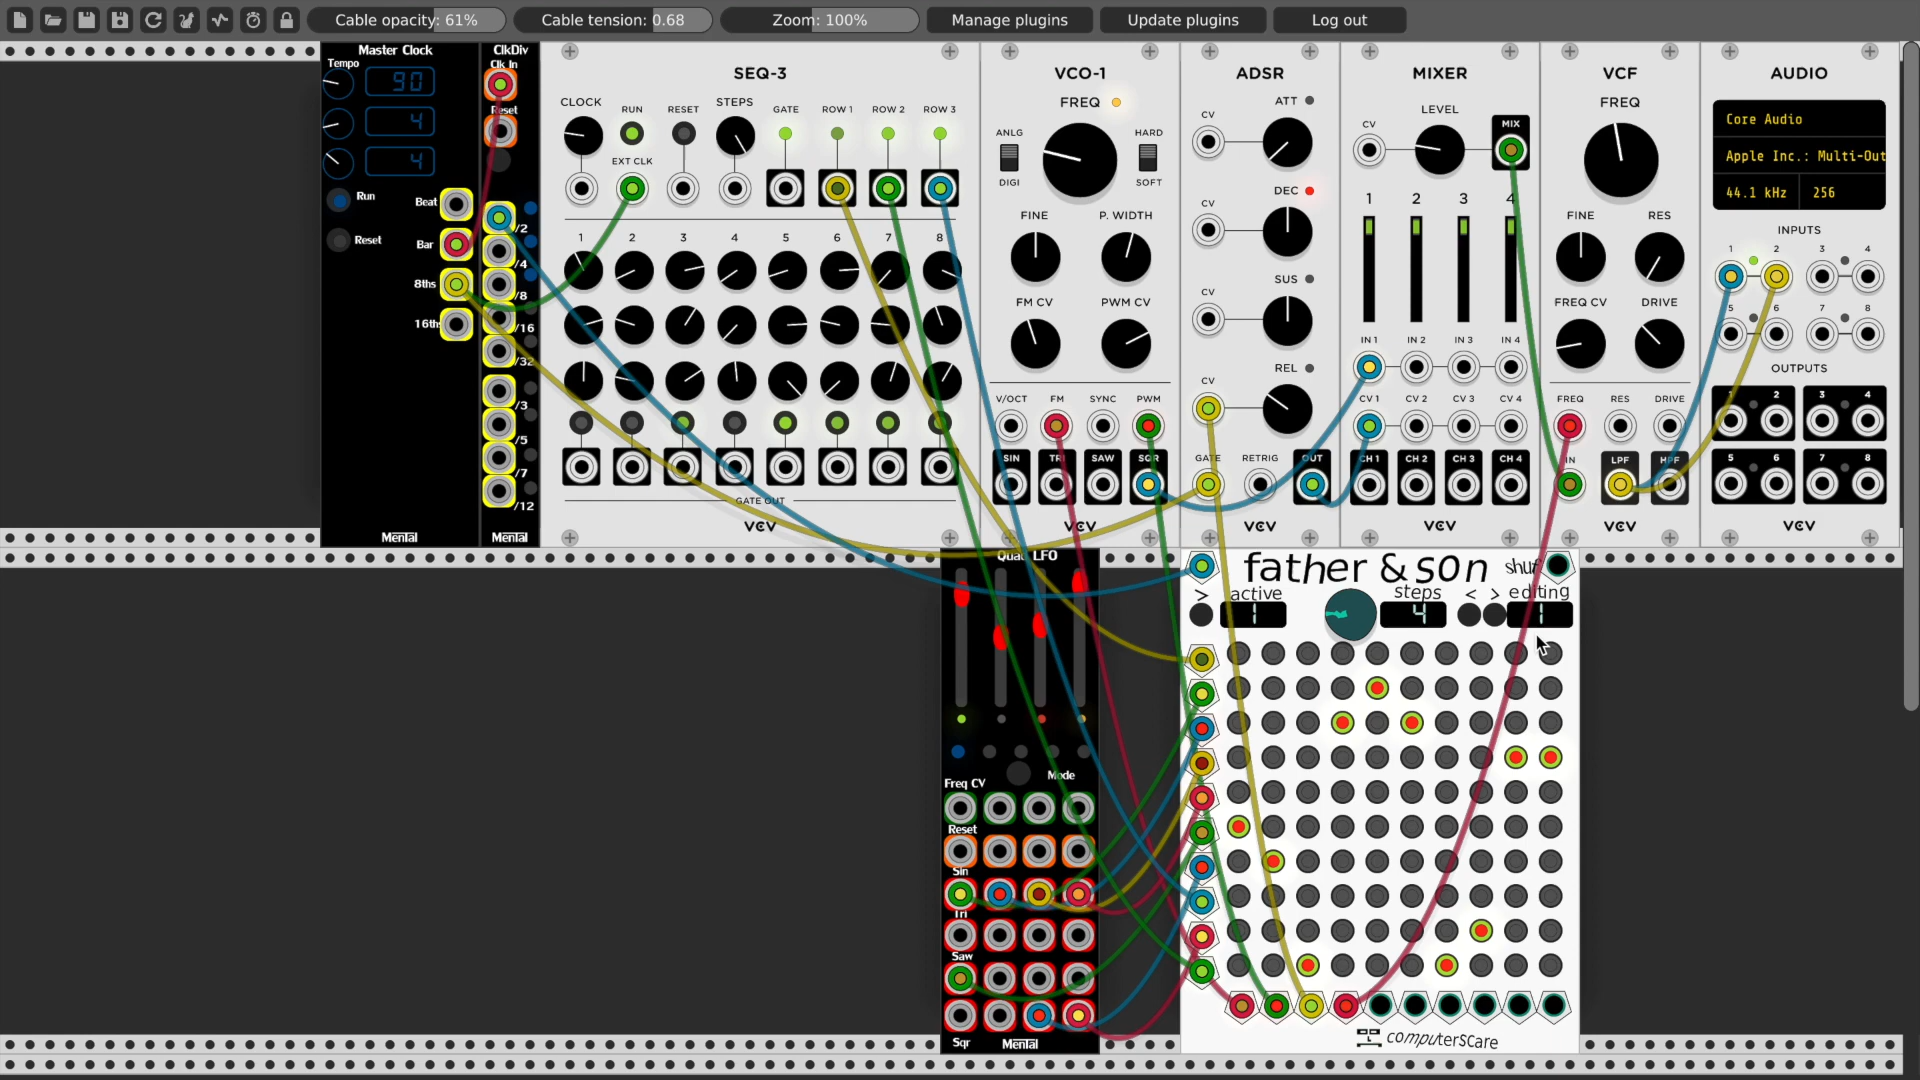 Cable opacity: 61% Cable tension: 0.68 Zoom: 100% Manage plugins Update plugins Log out
Master Clock
Tempo
90
4
4
Run
Reset
Beat
Bar
8ths
16ths
Mental
ClkDiv
Clk In
Reset
/2
/4
/8
/16
/32
/3
/5
/7
/12
Mental
SEQ-3
CLOCK RUN RESET STEPS GATE ROW 1 ROW 2 ROW 3
EXT CLK
1 2 3 4 5 6 7 8
GATE OUT
VCV
VCO-1
FREQ
ANLG HARD
DIGI SOFT
FINE P. WIDTH
FM CV PWM CV
V/OCT FM SYNC PWM
SIN TRI SAW SQR
VCV
ADSR
CV ATT
CV DEC
CV SUS
CV REL
GATE RETRIG OUT
VCV
MIXER
CV LEVEL MIX
1 2 3 4
IN 1 IN 2 IN 3 IN 4
CV 1 CV 2 CV 3 CV 4
CH 1 CH 2 CH 3 CH 4
VCV
VCF
FREQ
FINE RES
FREQ CV DRIVE
FREQ RES DRIVE
IN LPF HPF
VCV
AUDIO
Core Audio
Apple Inc.: Multi-Out
44.1 kHz 256
INPUTS
1 2 3 4
5 6 7 8
OUTPUTS
1 2 3 4
5 6 7 8
VCV
Quad LFO
Mode
Freq CV
Reset
Sin
Tri
Saw
Sqr
Mental
father & son shuf
> active steps < > editing
1 4 1
computerscare